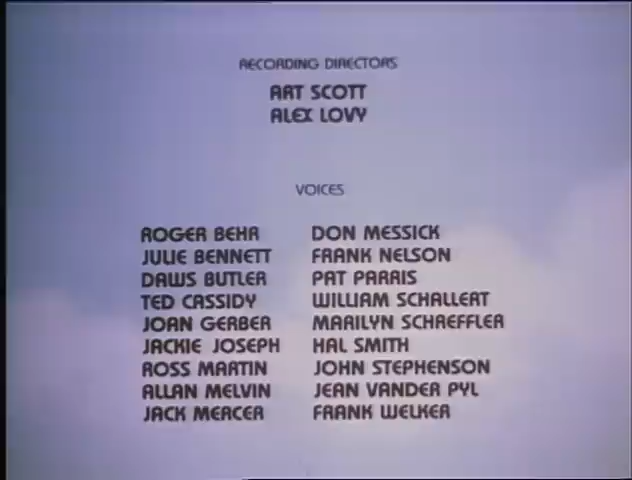 RECORDING DIRECTORS
ART SCOTT
ALEX LOVY
VOICES
ROGER BEHR
JULIE BENNETT
DAWS BUTLER
TED CASSIDY
JOAN GERBER
JACKIE JOSEPH
ROSS MARTIN
ALLAN MELVIN
JACK MERCER
DON MESSICK
FRANK NELSON
PAT PARRIS
WILLIAM SCHALLERT
MARILYN SCHREFFLER
HAL SMITH
JOHN STEPHENSON
JEAN VANDER PYL
FRANK WELKER